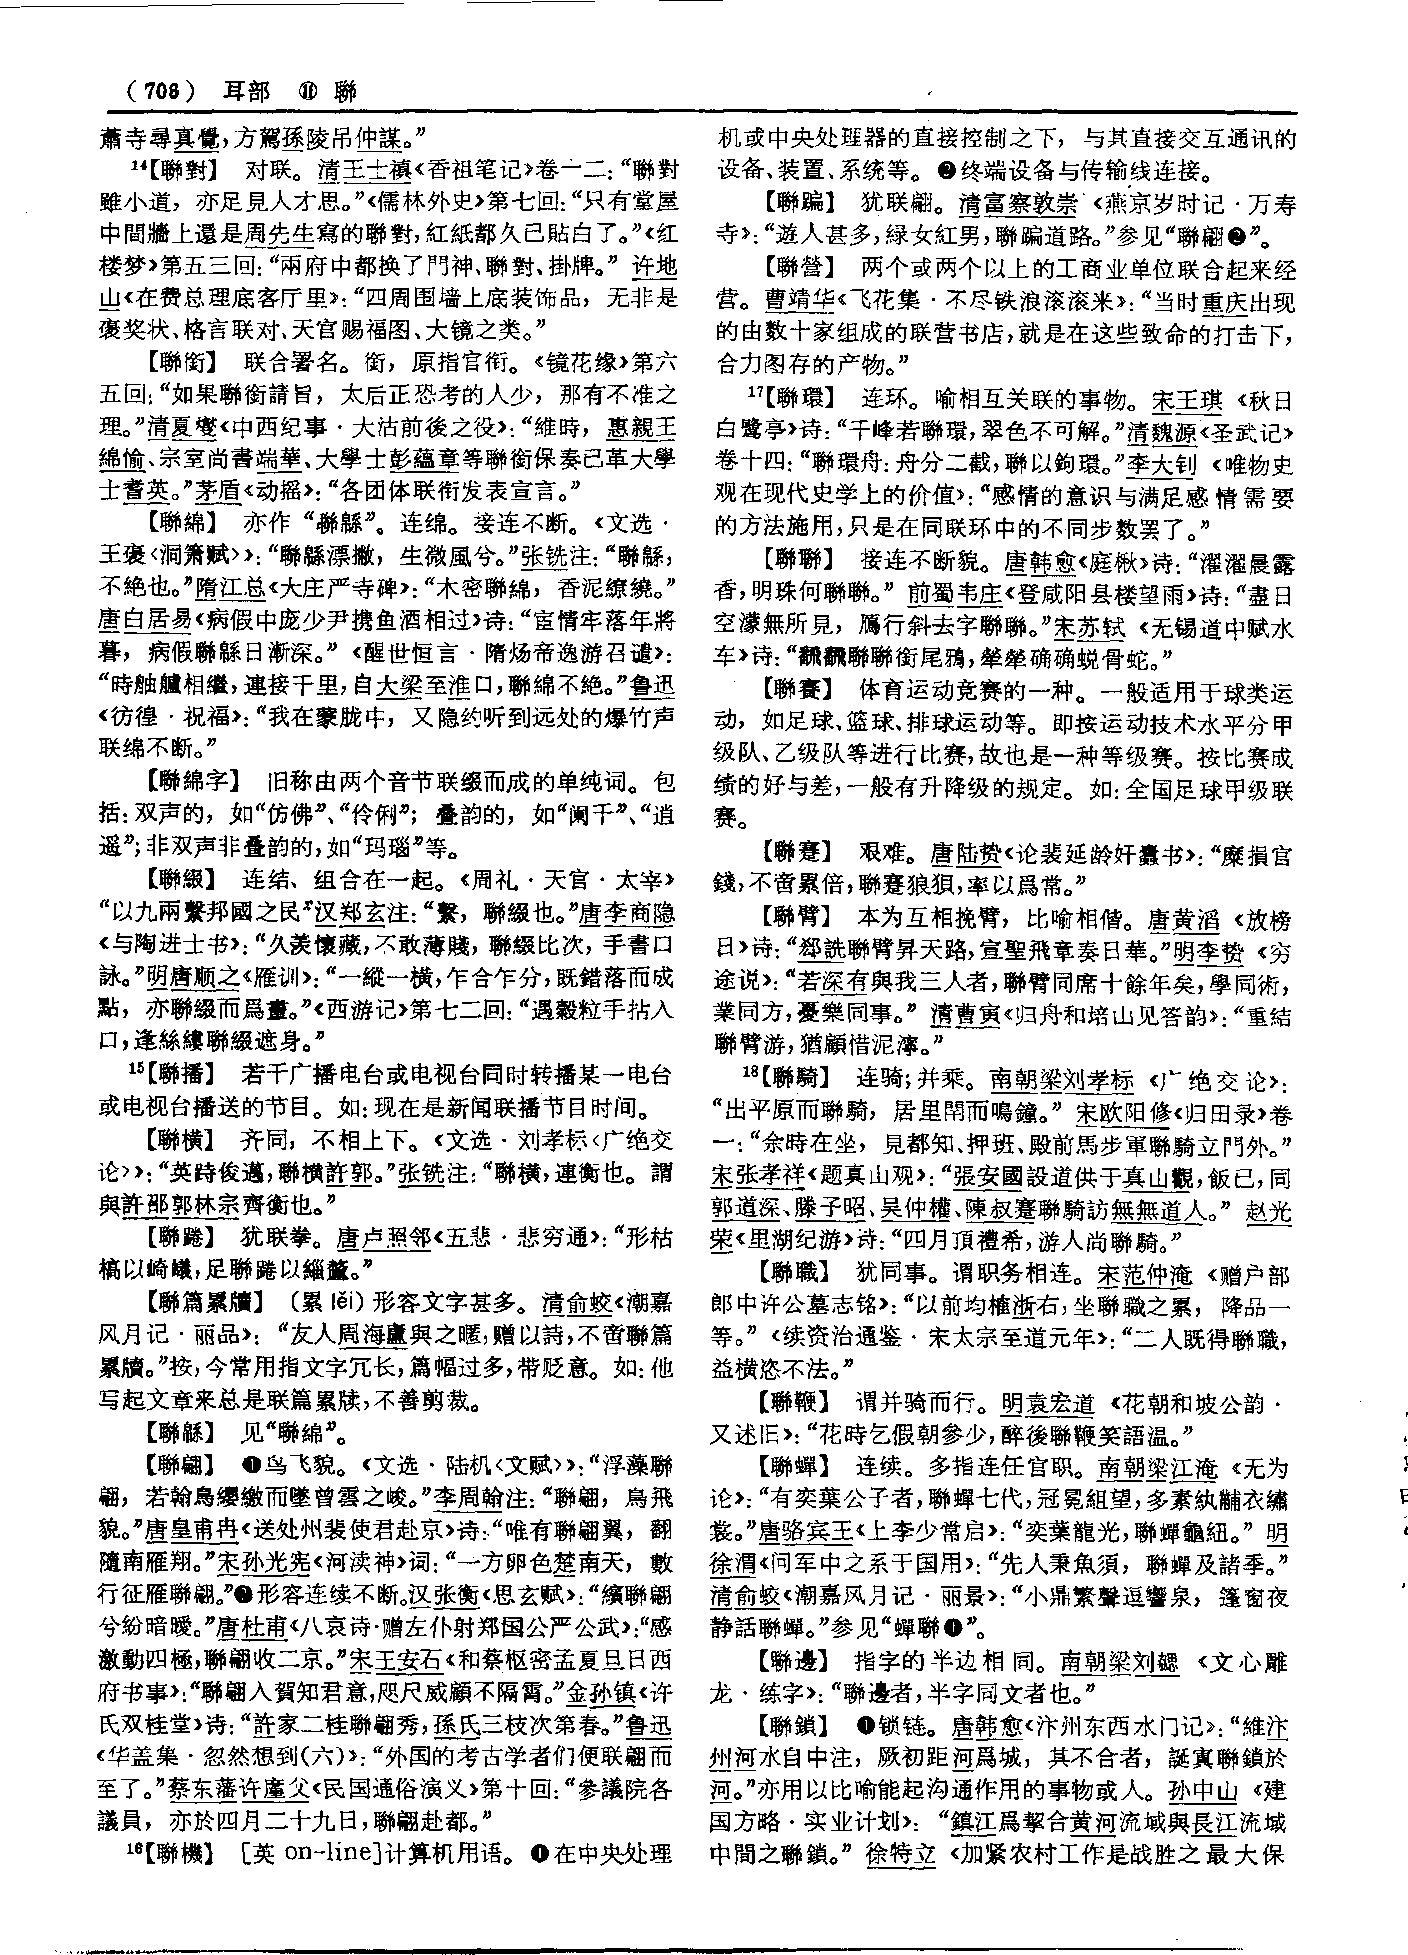 (708) 耳部 ⑪ 聯
蕭寺尋真覺，方駕孫陵吊仲謀。”
14【聯對】 对联。清王士禛《香祖笔记》卷一二：“聯對
雖小道，亦足見人才思。”《儒林外史》第七回：“只有堂屋
中間牆上還是周先生寫的聯對，紅紙都久已貼白了。”《红
楼梦》第五三回：“兩府中都换了門神、聯對、掛牌。” 许地
山《在费总理底客厅里》：“四周围墙上底装饰品，无非是
褒奖状、格言联对、天官赐福图、大镜之类。”
【聯銜】 联合署名。銜，原指官衔。《镜花缘》第六
五回：“如果聯銜請旨，太后正恐考的人少，那有不准之
理。”清夏燮《中西纪事·大沽前後之役》：“維時，惠親王
綿愉、宗室尚書端華、大學士彭藴章等聯銜保奏已革大學
士耆英。”茅盾《动摇》：“各团体联衔发表宣言。”
【聯綿】 亦作“聯緜”。连绵。接连不断。《文选·
王褒〈洞箫赋〉》：“聯緜漂撇，生微風兮。”张铣注：“聯緜，
不絶也。”隋江总《大庄严寺碑》：“木密聯綿，香泥繚繞。”
唐白居易《病假中庞少尹携鱼酒相过》诗：“宦情牢落年將
暮，病假聯緜日漸深。” 《醒世恒言·隋炀帝逸游召谴》：
“時舳艫相繼，連接千里，自大梁至淮口，聯綿不絶。”鲁迅
《彷徨·祝福》：“我在蒙胧中，又隐约听到远处的爆竹声
联绵不断。”
【聯綿字】 旧称由两个音节联缀而成的单纯词。包
括：双声的，如“仿佛”、“伶俐”；叠韵的，如“阑干”、“逍
遥”；非双声非叠韵的，如“玛瑙”等。
【聯綴】 连结、组合在一起。《周礼·天官·太宰》
“以九兩繫邦國之民”汉郑玄注：“繫，聯綴也。”唐李商隐
《与陶进士书》：“久羨懷藏，不敢薄賤，聯綴比次，手書口
詠。”明唐顺之《雁训》：“一縱一横，乍合乍分，既錯落而成
點，亦聯綴而爲畫。”《西游记》第七二回：“遇穀粒手拈入
口，逢絲縷聯綴遮身。”
15【聯播】 若干广播电台或电视台同时转播某一电台
或电视台播送的节目。如：现在是新闻联播节目时间。
【聯横】 齐同，不相上下。《文选·刘孝标〈广绝交
论〉》：“英跱俊邁，聯横許郭。”张铣注：“聯横，連衡也。謂
與許邵郭林宗齊衡也。”
【聯踡】 犹联拳。唐卢照邻《五悲·悲穷通》：“形枯
槁以崎嶬，足聯踡以緇釐。”
【聯篇累牘】 （累 lěi）形容文字甚多。清俞蛟《潮嘉
风月记·丽品》：“友人周海廬與之暱，赠以詩，不啻聯篇
累牘。”按，今常用指文字冗长，篇幅过多，带贬意。如：他
写起文章来总是联篇累牍，不善剪裁。
【聯緜】 见“聯綿”。
【聯翩】 ❶鸟飞貌。《文选·陆机〈文赋〉》：“浮藻聯
翩，若翰鳥纓繳而墜曾雲之峻。”李周翰注：“聯翩，鳥飛
貌。”唐皇甫冉《送处州裴使君赴京》诗：“唯有聯翩翼，翻
隨南雁翔。”宋孙光宪《河渎神》词：“一方卵色楚南天，數
行征雁聯翩。”❷形容连续不断。汉张衡《思玄赋》：“繽聯翩
兮紛暗曖。”唐杜甫《八哀诗·赠左仆射郑国公严公武》：“感
激動四極，聯翩收二京。”宋王安石《和蔡枢密孟夏旦日西
府书事》：“聯翩入賀知君意，咫尺威顔不隔霄。”金孙镇《许
氏双桂堂》诗：“許家二桂聯翩秀，孫氏三枝次第春。”鲁迅
《华盖集·忽然想到（六）》：“外国的考古学者们便联翩而
至了。”蔡东藩许廑父《民国通俗演义》第十回：“參議院各
議員，亦於四月二十九日，聯翩赴都。”
16【聯機】 [英 on-line]计算机用语。❶在中央处理
机或中央处理器的直接控制之下，与其直接交互通讯的
设备、装置、系统等。❷终端设备与传输线连接。
【聯蹁】 犹联翩。清富察敦崇《燕京岁时记·万寿
寺》：“遊人甚多，緑女紅男，聯蹁道路。”参见“聯翩❷”。
【聯營】 两个或两个以上的工商业单位联合起来经
营。曹靖华《飞花集·不尽铁浪滚滚来》：“当时重庆出现
的由数十家组成的联营书店，就是在这些致命的打击下，
合力图存的产物。”
17【聯環】 连环。喻相互关联的事物。宋王琪《秋日
白鹭亭》诗：“千峰若聯環，翠色不可解。”清魏源《圣武记》
卷十四：“聯環舟：舟分二截，聯以鉤環。”李大钊《唯物史
观在现代史学上的价值》：“感情的意识与满足感情需要
的方法施用，只是在同联环中的不同步数罢了。”
【聯聯】 接连不断貌。唐韩愈《庭楸》诗：“濯濯晨露
香，明珠何聯聯。” 前蜀韦庄《登咸阳县楼望雨》诗：“盡日
空濛無所見，鴈行斜去字聯聯。”宋苏轼《无锡道中赋水
车》诗：“翻翻聯聯銜尾鴉，犖犖确确蜕骨蛇。”
【聯賽】 体育运动竞赛的一种。一般适用于球类运
动，如足球、篮球、排球运动等。即按运动技术水平分甲
级队、乙级队等进行比赛，故也是一种等级赛。按比赛成
绩的好与差，一般有升降级的规定。如：全国足球甲级联
赛。
【聯蹇】 艰难。唐陆贽《论裴延龄奸蠹书》：“糜損官
錢，不啻累倍，聯蹇狼狽，率以爲常。”
【聯臂】 本为互相挽臂，比喻相偕。唐黄滔《放榜
日》诗：“郄詵聯臂昇天路，宣聖飛章奏日華。”明李贽《穷
途说》：“若深有與我三人者，聯臂同席十餘年矣，學同術，
業同方，憂樂同事。” 清曹寅《归舟和培山见答韵》：“重結
聯臂游，猶顧惜泥濘。”
18【聯騎】 连骑；并乘。南朝梁刘孝标《广绝交论》：
“出平原而聯騎，居里閈而鳴鐘。” 宋欧阳修《归田录》卷
一：“余時在坐，見都知、押班、殿前馬步軍聯騎立門外。”
宋张孝祥《题真山观》：“張安國設道供于真山觀，飯已，同
郭道深、滕子昭、吴仲權、陳叔蹇聯騎訪無無道人。” 赵光
荣《里湖纪游》诗：“四月頂禮希，游人尚聯騎。”
【聯職】 犹同事。谓职务相连。宋范仲淹《赠户部
郎中许公墓志铭》：“以前均榷浙右，坐聯職之累，降品一
等。”《续资治通鉴·宋太宗至道元年》：“二人既得聯職，
益横恣不法。”
【聯鞭】 谓并骑而行。明袁宏道《花朝和坡公韵·
又述旧》：“花時乞假朝參少，醉後聯鞭笑語温。”
【聯蟬】 连续。多指连任官职。南朝梁江淹《无为
论》：“有奕葉公子者，聯蟬七代，冠冕組望，多素紈黼衣繡
裳。”唐骆宾王《上李少常启》：“奕葉龍光，聯蟬龜紐。” 明
徐渭《问军中之系于国用》：“先人秉魚須，聯蟬及諸季。”
清俞蛟《潮嘉风月记·丽景》：“小鼎繁聲逗響泉，篷窗夜
静話聯蟬。”参见“蟬聯❶”。
【聯邊】 指字的半边相同。南朝梁刘勰《文心雕
龙·练字》：“聯邊者，半字同文者也。”
【聯鎖】 ❶锁链。唐韩愈《汴州东西水门记》：“維汴
州河水自中注，厥初距河爲城，其不合者，誕寘聯鎖於
河。”亦用以比喻能起沟通作用的事物或人。孙中山《建
国方略·实业计划》：“鎮江爲挈合黄河流域與長江流域
中間之聯鎖。” 徐特立《加紧农村工作是战胜之最大保